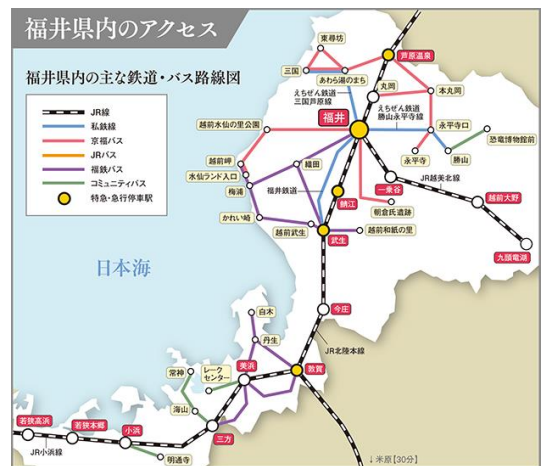 福井県内のアクセス
福井県内の主な鉄道・バス路線図
JR線
私鉄線
京福バス
JRバス
福鉄バス
コミュニティバス
特急・急行停車駅
東尋坊
芦原温泉
三国
あわら湯のまち
丸岡
本丸岡
えちぜん鉄道
三国芦原線
えちぜん鉄道
勝山永平寺線
福井
越前水仙の里公園
永平寺口
恐竜博物館前
永平寺
勝山
越前岬
水仙ランド入口
織田
梅浦
福井鉄道
鯖江
一乗谷
JR越美北線
朝倉氏遺跡
越前大野
かれい崎
越前武生
武生
越前和紙の里
九頭竜湖
日本海
今庄
白木
JR北陸本線
丹生
美浜
敦賀
常神
レーク
センター
海山
若狭高浜
若狭本郷
小浜
三方
JR小浜線
明通寺
↓米原【30分】